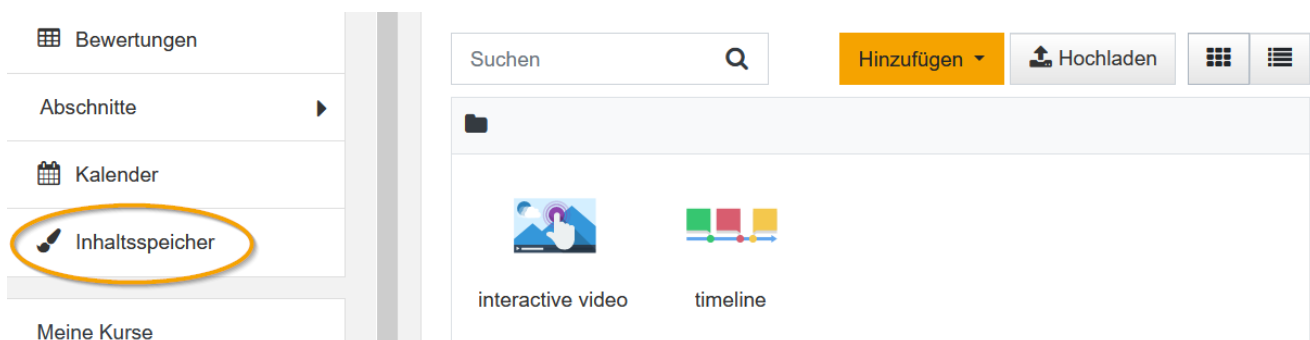 Bewertungen
Abschnitte
Kalender
Inhaltsspeicher
Meine Kurse
Suchen
Hinzufügen
Hochladen
interactive video
timeline